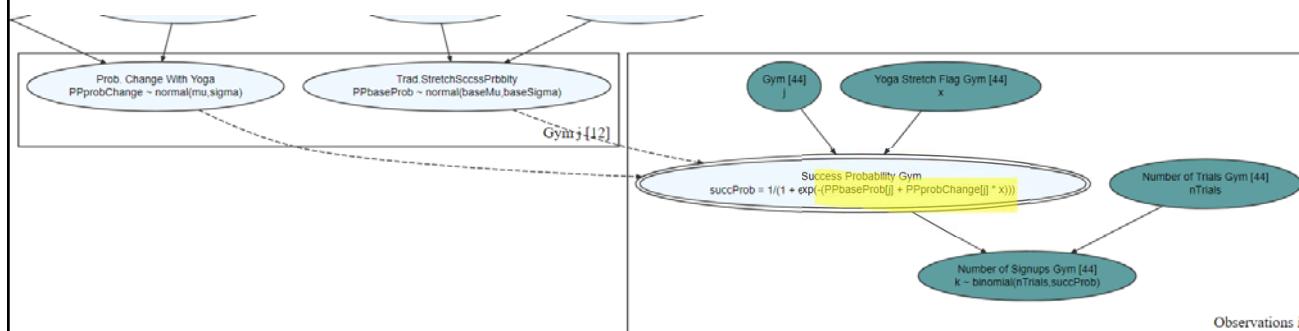 Prob. Change With Yoga
PPprobChange ~ normal(mu,sigma)
Trad.StretchSccssPrbblty
PPbaseProb ~ normal(baseMu,baseSigma)
Gym j [12]
Gym [44]
j
Yoga Stretch Flag Gym [44]
x
Success Probability Gym
succProb = 1/(1 + exp(-(PPbaseProb[j] + PPprobChange[j] * x)))
Number of Trials Gym [44]
nTrials
Number of Signups Gym [44]
k ~ binomial(nTrials,succProb)
Observations i